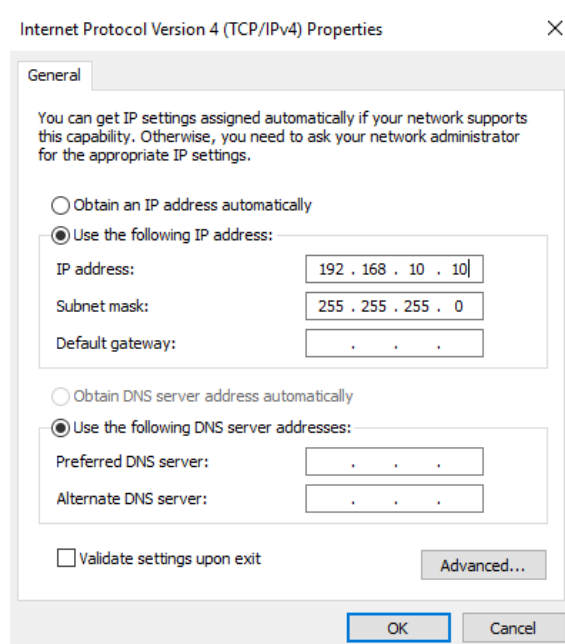 Internet Protocol Version 4 (TCP/IPv4) Properties
General
You can get IP settings assigned automatically if your network supports
this capability. Otherwise, you need to ask your network administrator
for the appropriate IP settings.
Obtain an IP address automatically
Use the following IP address:
IP address: 192 . 168 . 10 . 10
Subnet mask: 255 . 255 . 255 . 0
Default gateway: . . .
Obtain DNS server address automatically
Use the following DNS server addresses:
Preferred DNS server: . . .
Alternate DNS server: . . .
Validate settings upon exit
Advanced...
OK Cancel